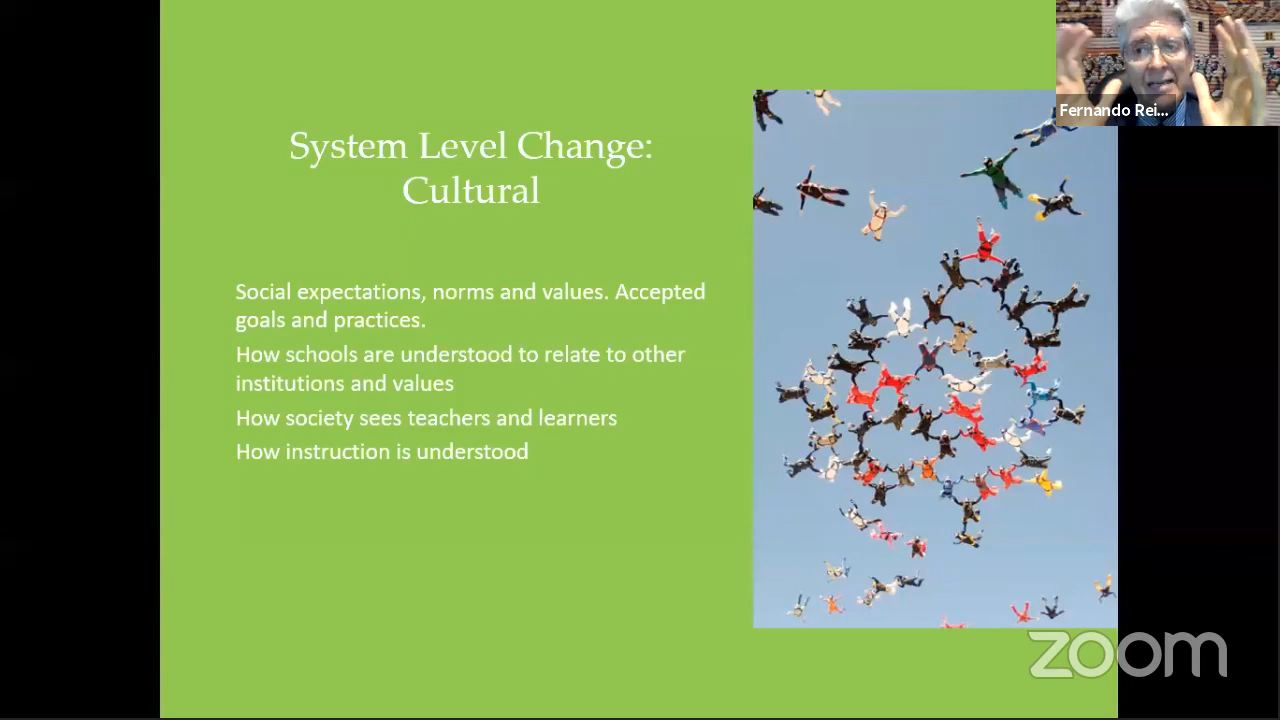 System Level Change:
Cultural
Social expectations, norms and values. Accepted
goals and practices.
How schools are understood to relate to other
institutions and values
How society sees teachers and learners
How instruction is understood
Fernando Rei...
zoom